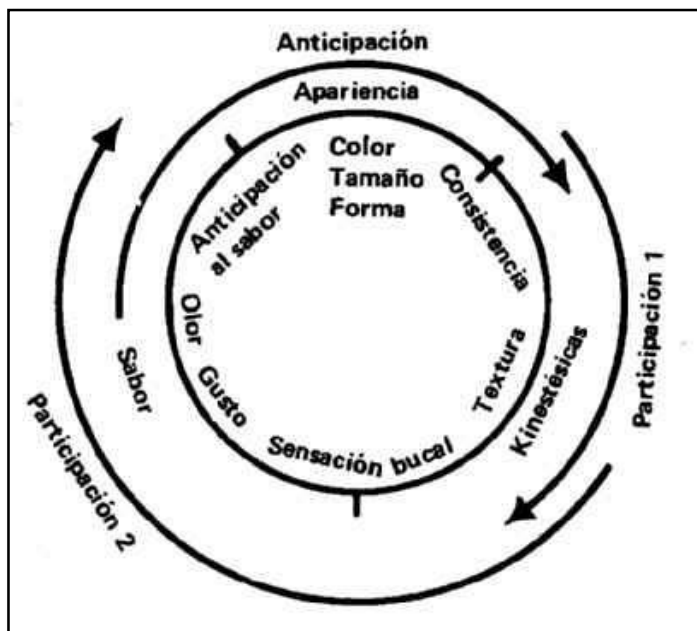 Anticipación
Apariencia
Color
Tamaño
Forma
Consistencia
Textura
Kinestésicas
Participación 1
Sensación bucal
Gusto
Olor
Sabor
Participación 2
Anticipación
al sabor